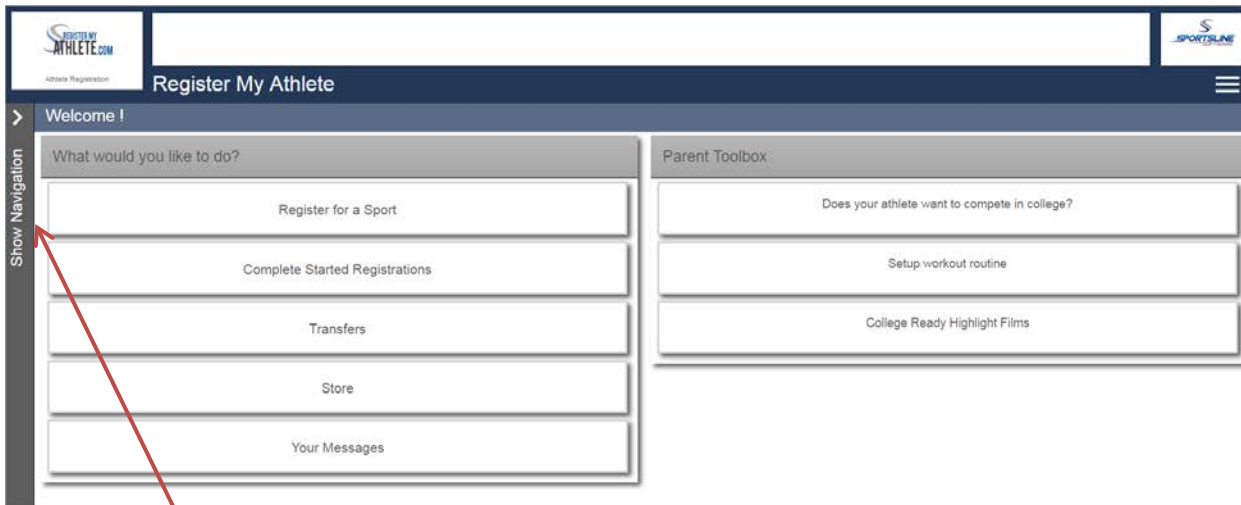 REGISTER MY
ATHLETE.COM
Athlete Registration
S
SPORTSLINE
SOFTWARE
Register My Athlete
Welcome !
Show Navigation
What would you like to do?
Register for a Sport
Complete Started Registrations
Transfers
Store
Your Messages
Parent Toolbox
Does your athlete want to compete in college?
Setup workout routine
College Ready Highlight Films